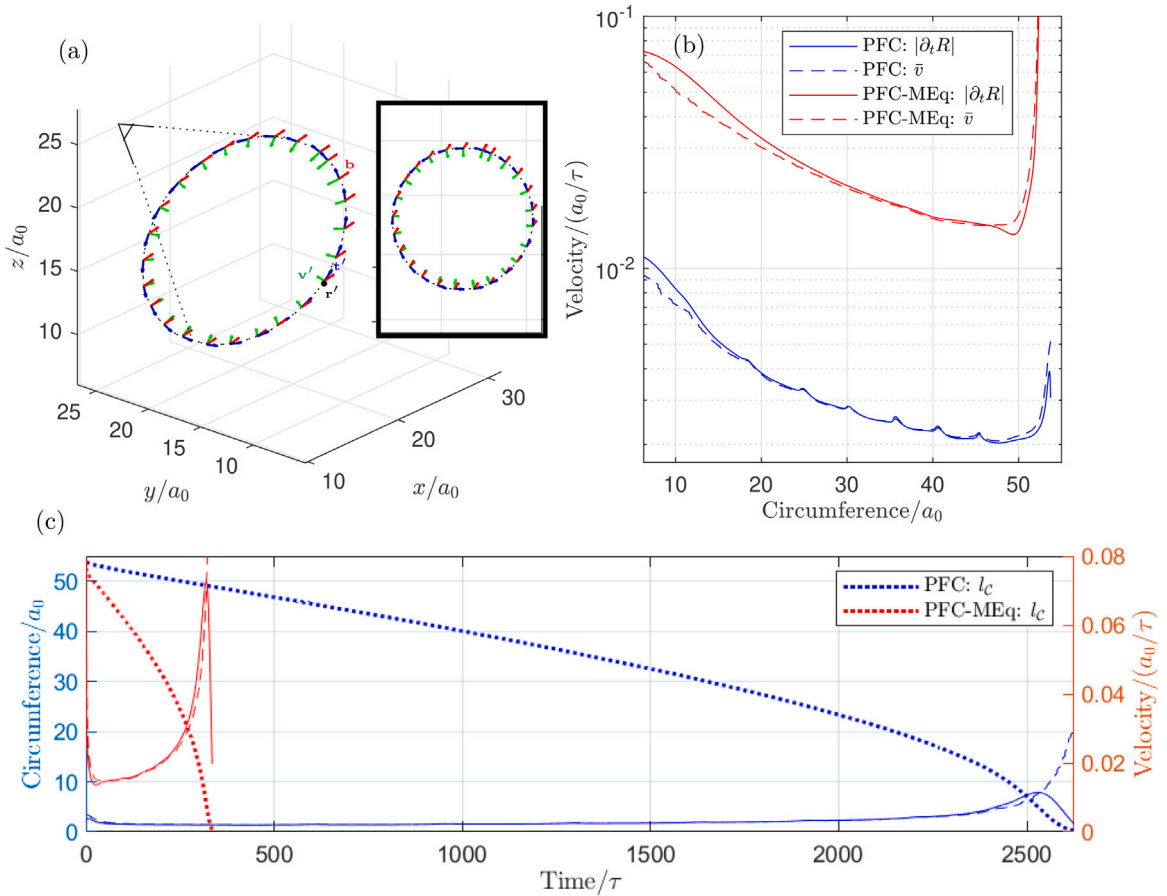 (a)
25
20
15
10
z/a₀
b
v'
t'
r'
25
20
15
10
y/a₀
10
20
30
x/a₀
(b)
10⁻¹
10⁻²
Velocity/(a₀/τ)
PFC: |∂ₜR|
PFC: v̄
PFC-MEq: |∂ₜR|
PFC-MEq: v̄
10 20 30 40 50
Circumference/a₀
(c)
50
40
30
20
10
0
Circumference/a₀
PFC: l_C
PFC-MEq: l_C
0.08
0.06
0.04
0.02
0
Velocity/(a₀/τ)
0 500 1000 1500 2000 2500
Time/τ